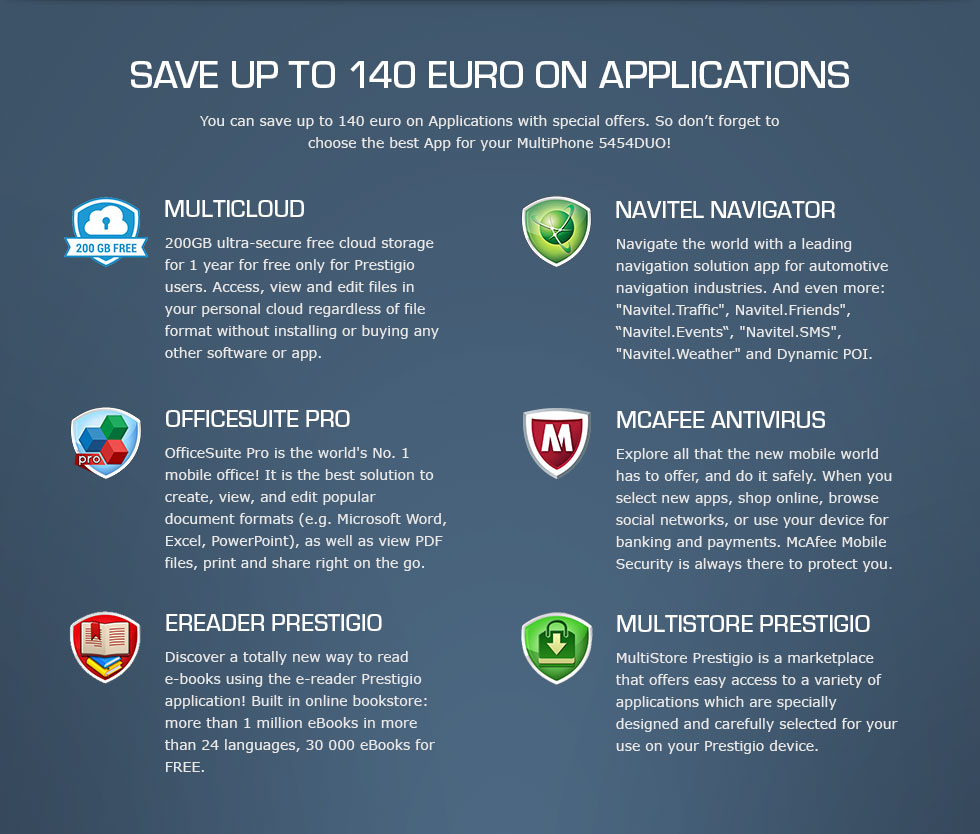 SAVE UP TO 140 EURO ON APPLICATIONS
You can save up to 140 euro on Applications with special offers. So don’t forget to
choose the best App for your MultiPhone 5454DUO!
200 GB FREE
MULTICLOUD
200GB ultra-secure free cloud storage
for 1 year for free only for Prestigio
users. Access, view and edit files in
your personal cloud regardless of file
format without installing or buying any
other software or app.
NAVITEL NAVIGATOR
Navigate the world with a leading
navigation solution app for automotive
navigation industries. And even more:
"Navitel.Traffic", Navitel.Friends",
“Navitel.Events“, "Navitel.SMS",
"Navitel.Weather" and Dynamic POI.
pro
OFFICESUITE PRO
OfficeSuite Pro is the world's No. 1
mobile office! It is the best solution to
create, view, and edit popular
document formats (e.g. Microsoft Word,
Excel, PowerPoint), as well as view PDF
files, print and share right on the go.
M
MCAFEE ANTIVIRUS
Explore all that the new mobile world
has to offer, and do it safely. When you
select new apps, shop online, browse
social networks, or use your device for
banking and payments. McAfee Mobile
Security is always there to protect you.
EREADER PRESTIGIO
Discover a totally new way to read
e-books using the e-reader Prestigio
application! Built in online bookstore:
more than 1 million eBooks in more
than 24 languages, 30 000 eBooks for
FREE.
MULTISTORE PRESTIGIO
MultiStore Prestigio is a marketplace
that offers easy access to a variety of
applications which are specially
designed and carefully selected for your
use on your Prestigio device.